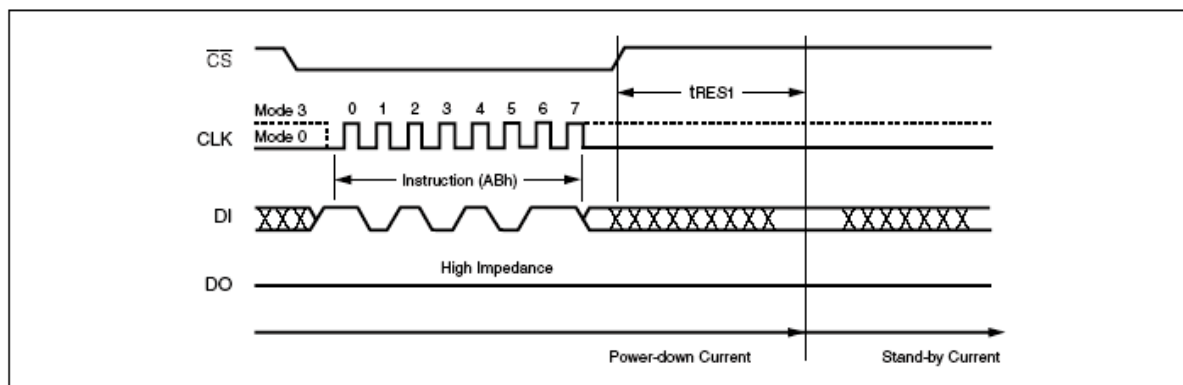 CS
tRES1
Mode 3 0 1 2 3 4 5 6 7
CLK Mode 0
Instruction (ABh)
DI
High Impedance
DO
Power-down Current Stand-by Current